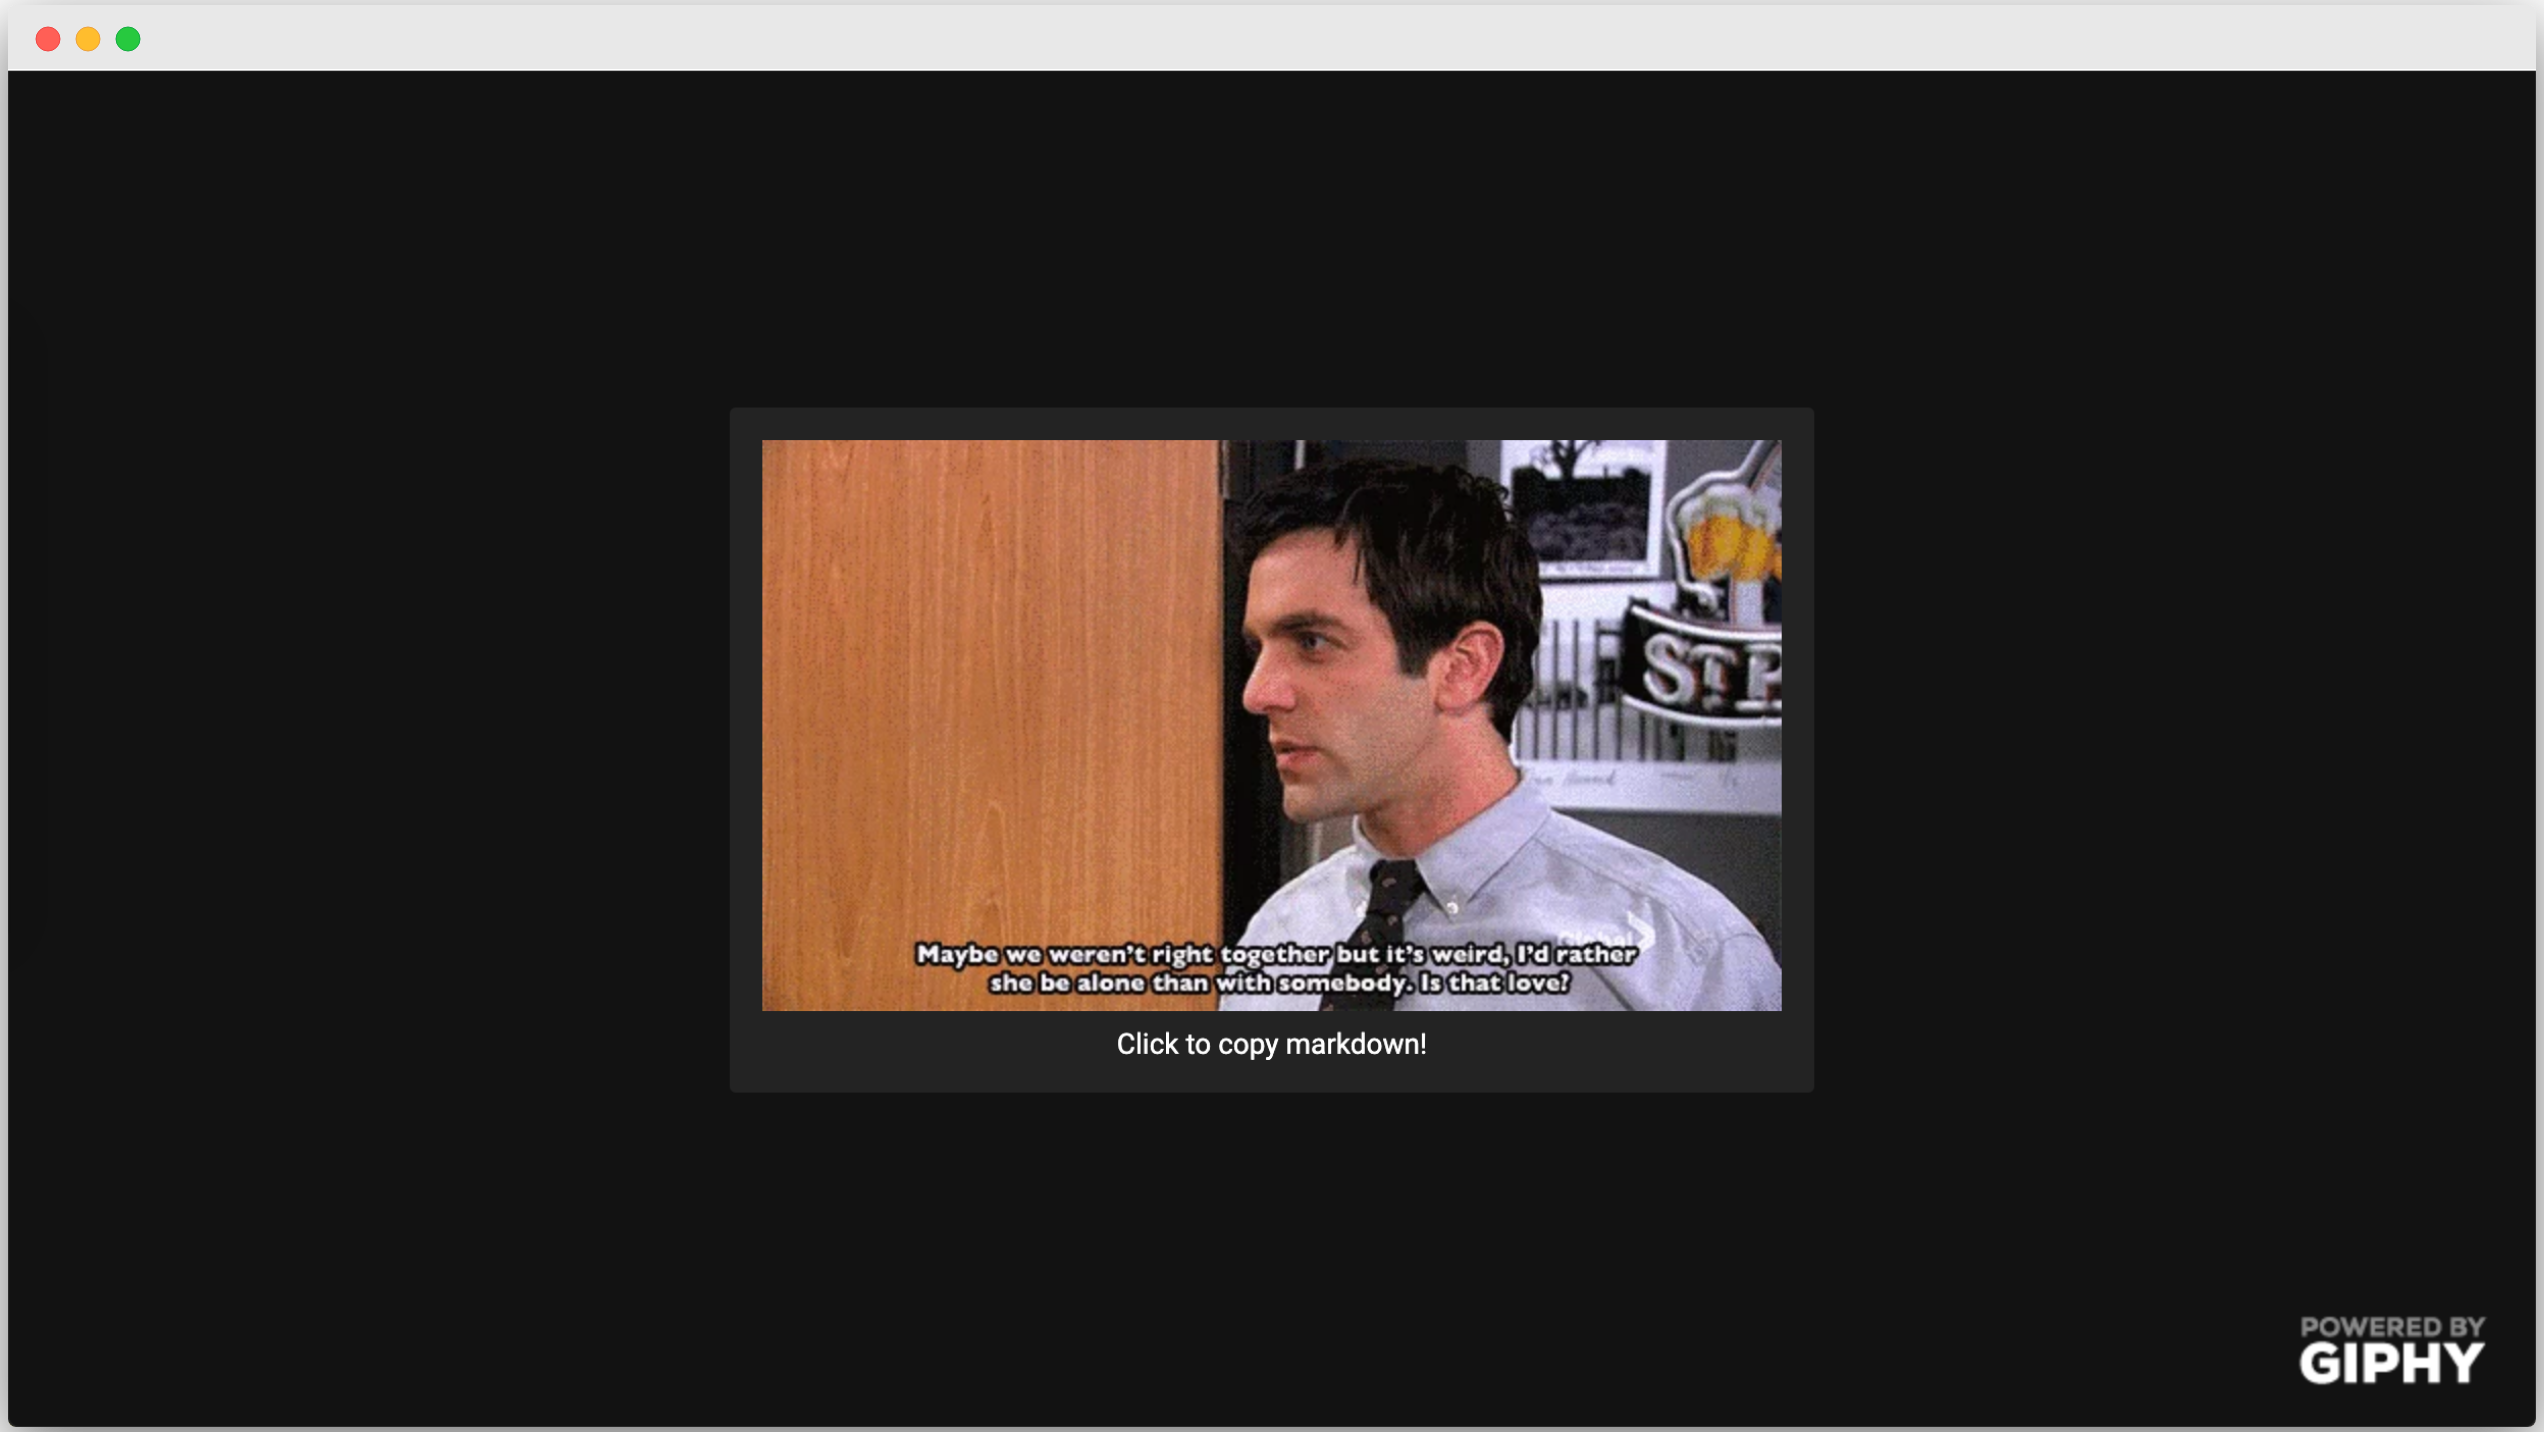 ST. P
Maybe we weren't right together but it's weird, I'd rather
she be alone than with somebody. Is that love?
Click to copy markdown!
POWERED BY
GIPHY